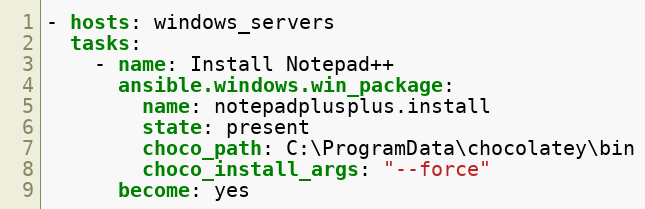 1 - hosts: windows_servers
2   tasks:
3     - name: Install Notepad++
4       ansible.windows.win_package:
5         name: notepadplusplus.install
6         state: present
7         choco_path: C:\ProgramData\chocolatey\bin
8         choco_install_args: "--force"
9       become: yes